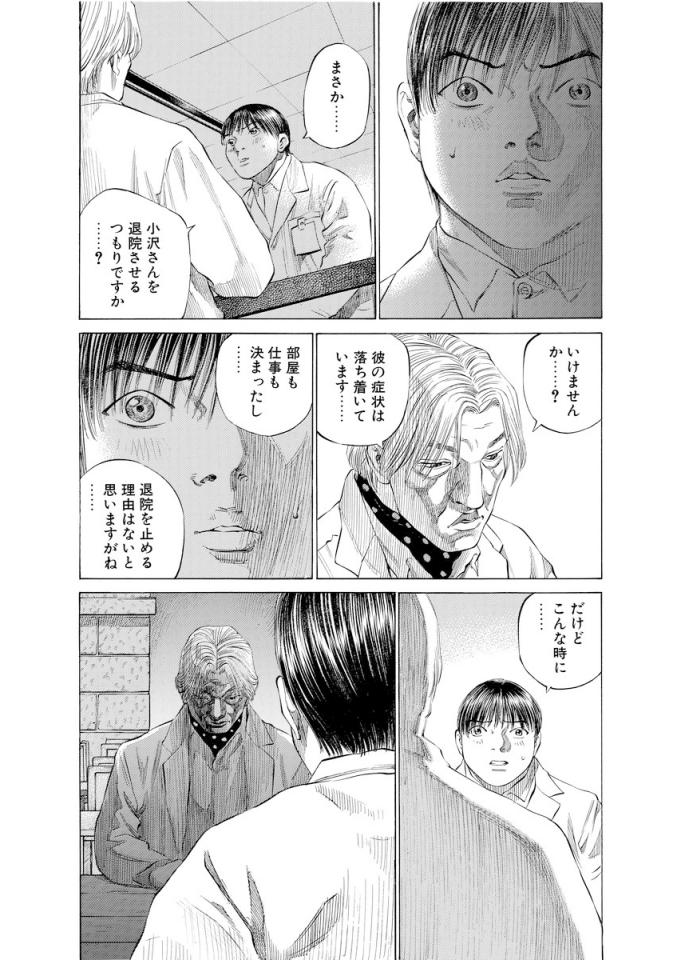 まさか
……
小沢さんを
退院させる
つもりですか
……？
いけません
か……？
彼の症状は
落ち着いて
います……
部屋も
仕事も
決まったし
……
退院を止める
理由はないと
思いますがね
……
だけど
こんな時に
……